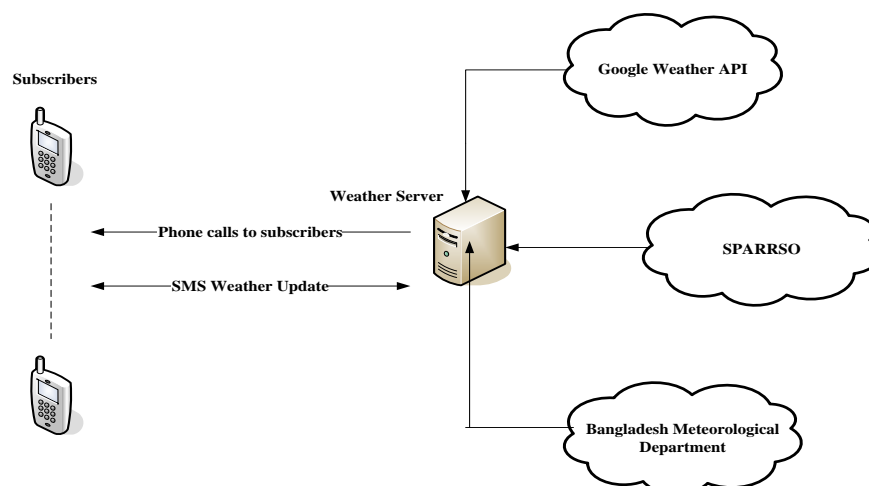 Google Weather API
Subscribers
Weather Server
Phone calls to subscribers
SPARRSO
SMS Weather Update
Bangladesh Meteorological
Department